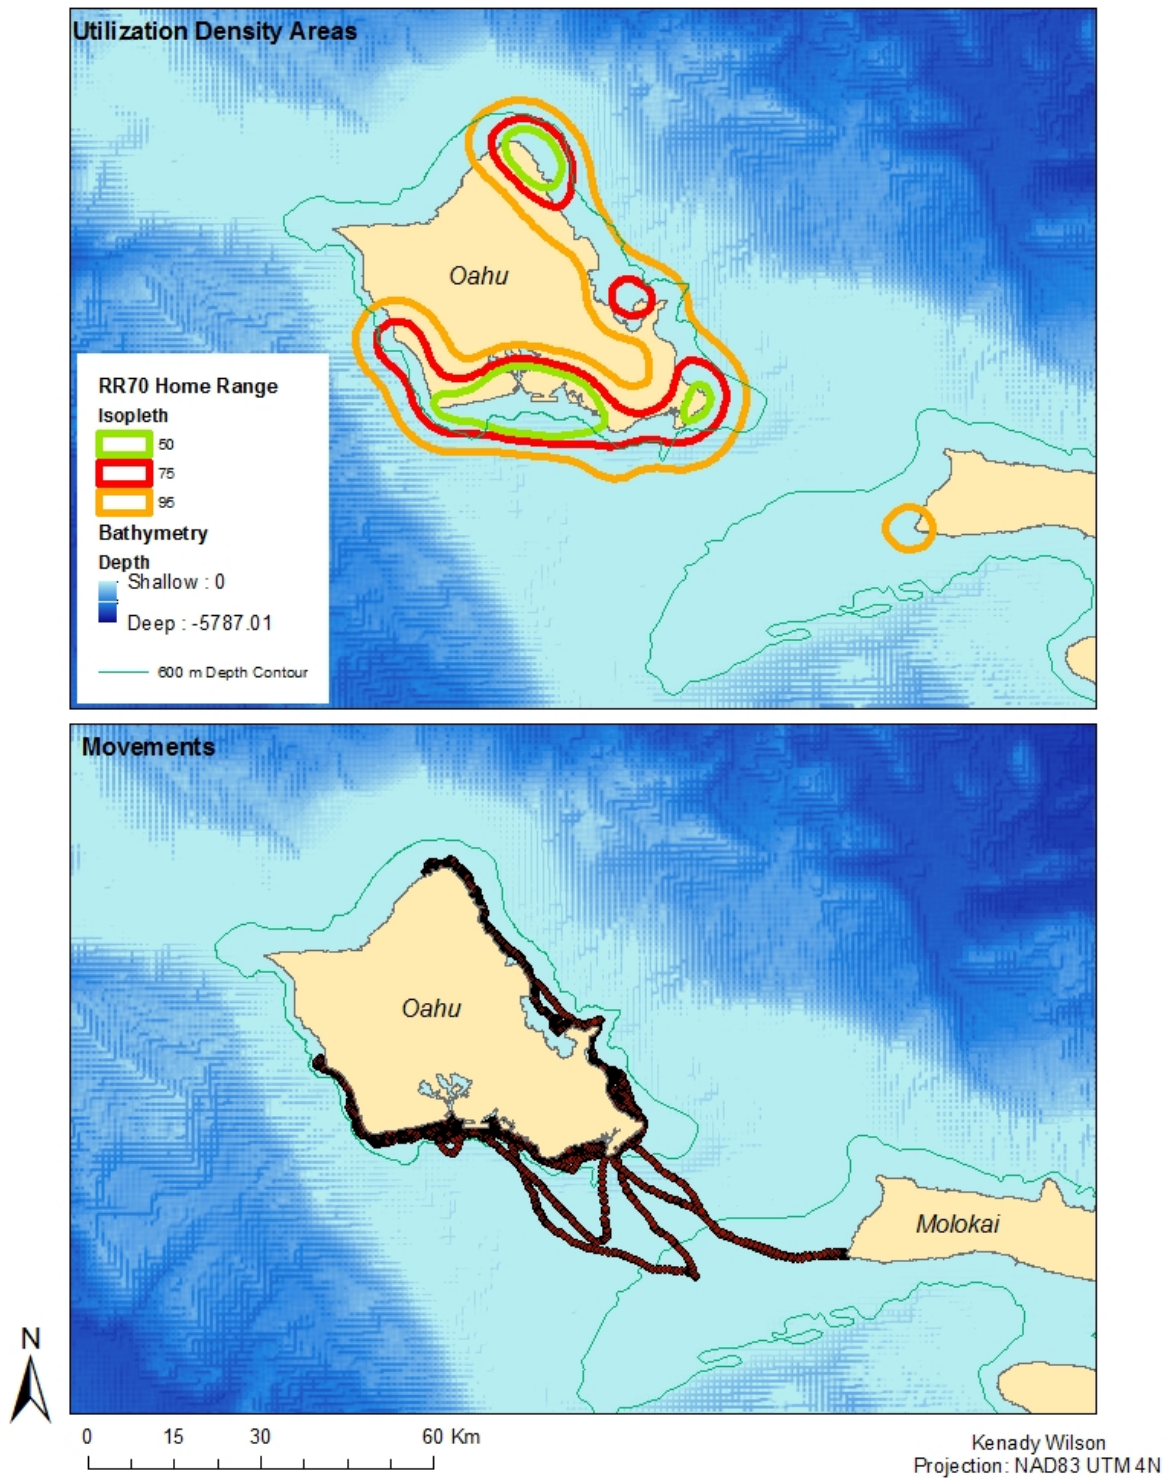 Utilization Density Areas
Oahu
RR70 Home Range
Isopleth
50
75
95
Bathymetry
Depth
Shallow : 0
Deep : -5787.01
600 m Depth Contour
Movements
Oahu
Molokai
N
0 15 30 60 Km
Kenady Wilson
Projection: NAD83 UTM 4N